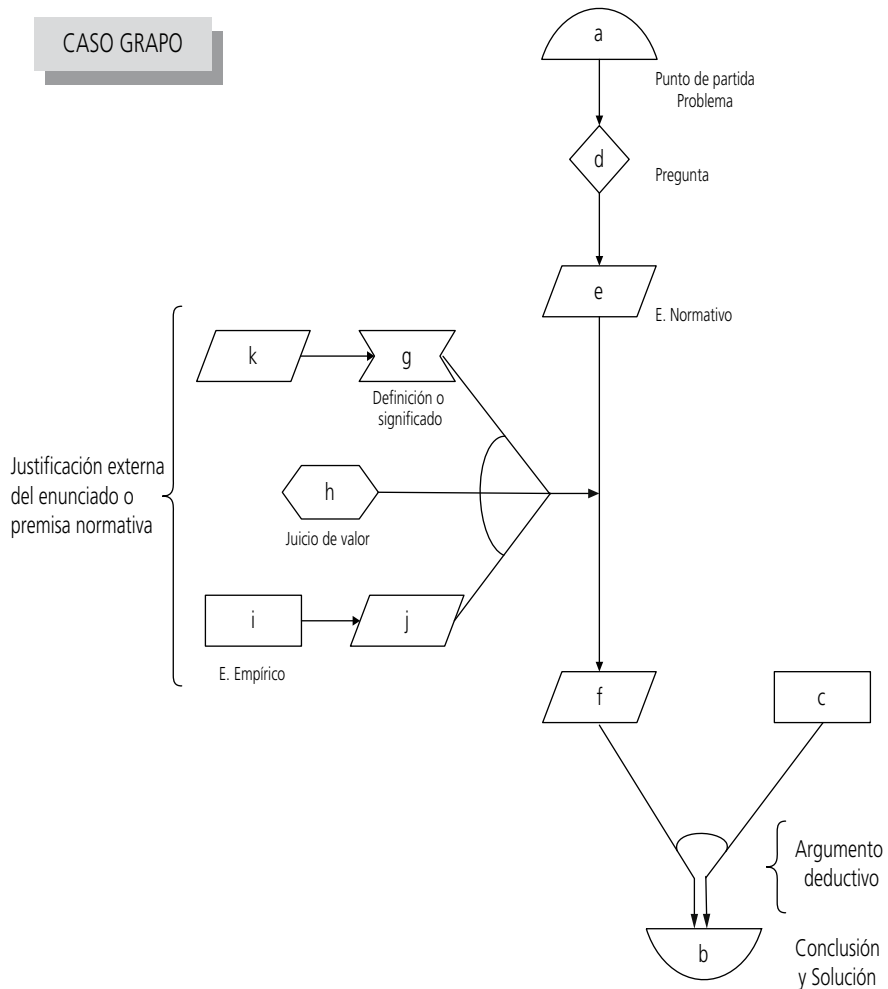 CASO GRAPO
a
Punto de partida
Problema
d
Pregunta
e
E. Normativo
k
g
Definición o
significado
Justificación externa
del enunciado o
premisa normativa
h
Juicio de valor
i
j
E. Empírico
f
c
Argumento
deductivo
b
Conclusión
y Solución